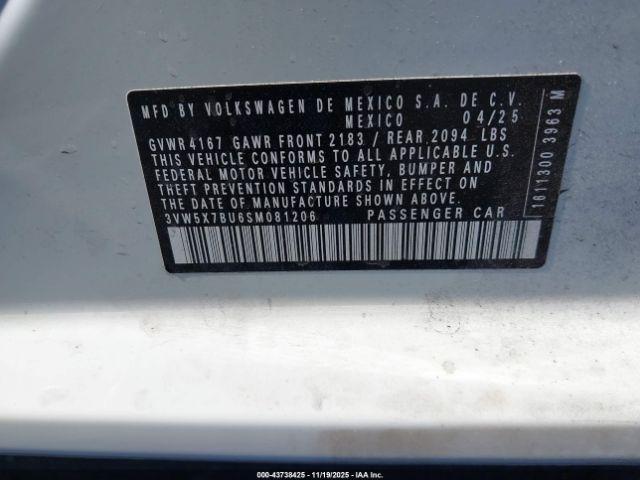 MFD BY VOLKSWAGEN DE MEXICO S.A. DE C.V.
MEXICO 04/25
GVWR 4167 GAWR FRONT 2183 / REAR 2094 LBS
THIS VEHICLE CONFORMS TO ALL APPLICABLE U.S.
FEDERAL MOTOR VEHICLE SAFETY, BUMPER AND
THEFT PREVENTION STANDARDS IN EFFECT ON
THE DATE OF MANUFACTURE SHOWN ABOVE.
3VW5X7BU6SM081206 PASSENGER CAR
1611300 3963 M
000-43738425 - 11/19/2025 - IAA Inc.